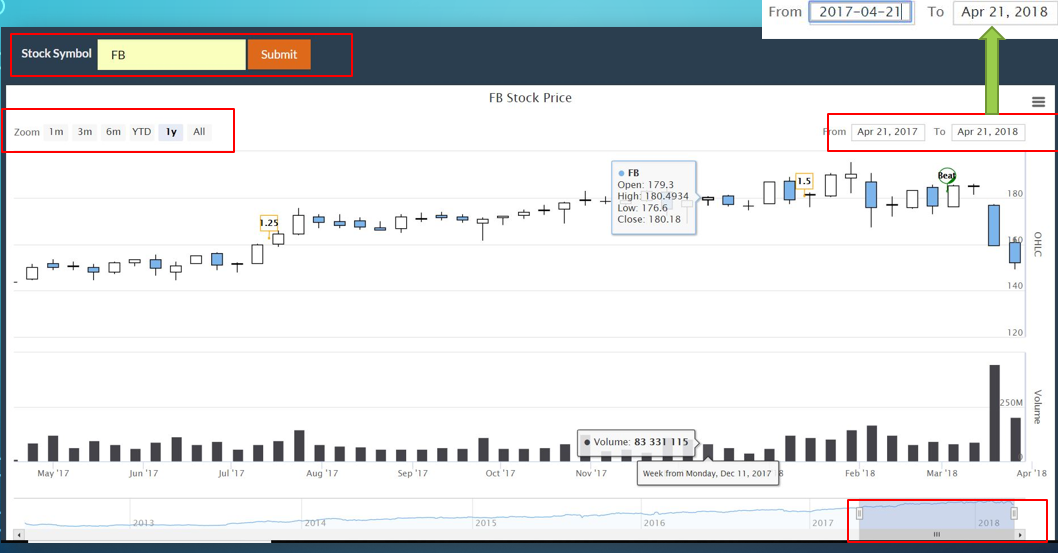 From 2017-04-21 To Apr 21, 2018
Stock Symbol FB Submit
FB Stock Price
Zoom 1m 3m 6m YTD 1y All
From Apr 21, 2017 To Apr 21, 2018
FB
Open: 179.3
High: 180.4934
Low: 176.6
Close: 180.18
1.25
1.5
Beat
180
160
140
120
OHLC
250M
0
Volume
Volume: 83 331 115
Week from Monday, Dec 11, 2017
May '17 Jun '17 Jul '17 Aug '17 Sep '17 Oct '17 Nov '17 Feb '18 Mar '18 Apr '18
2013 2014 2015 2016 2017 2018